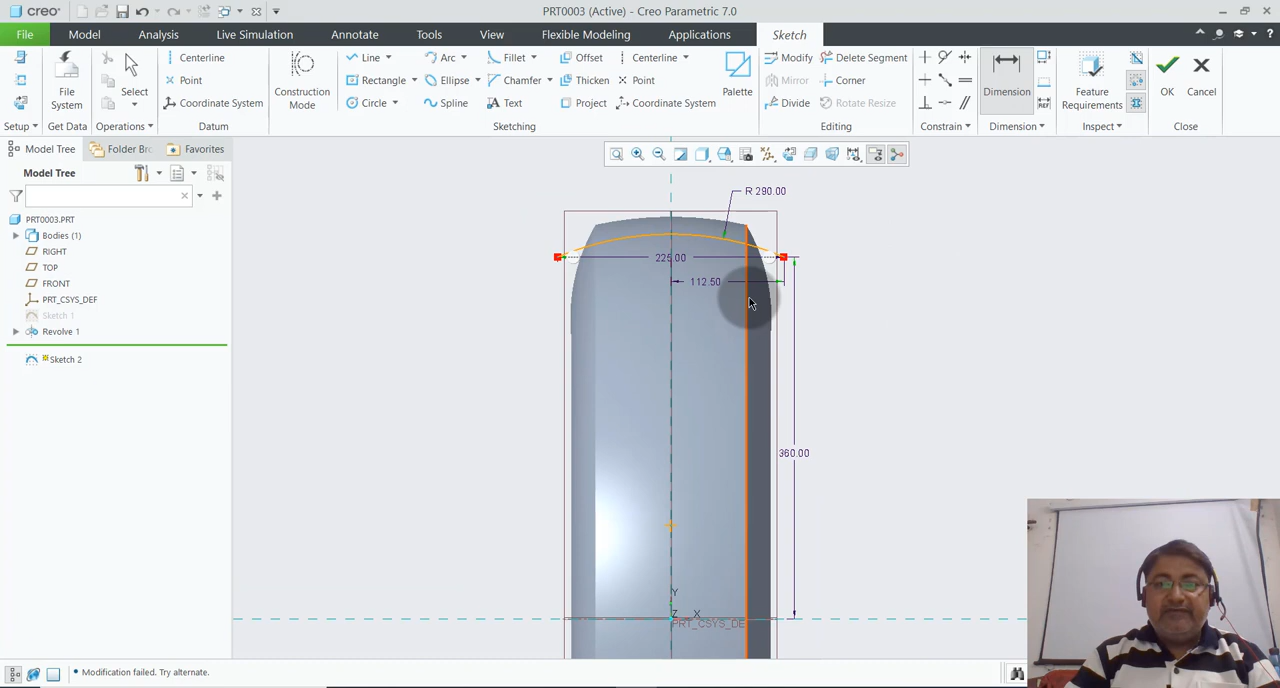 creo
PRT0003 (Active) - Creo Parametric 7.0
File Model Analysis Live Simulation Annotate Tools View Flexible Modeling Applications Sketch
File System
Select
Centerline
Point
Coordinate System
Construction Mode
Line Arc Fillet Offset Centerline
Rectangle Ellipse Chamfer Thicken Point
Circle Spline Text Project Coordinate System
Palette
Modify Delete Segment
Mirror Corner
Divide Rotate Resize
Dimension
Feature Requirements
OK Cancel
Setup Get Data Operations Datum Sketching Editing Constrain Dimension Inspect Close
Model Tree Folder Br Favorites
Model Tree
PRT0003.PRT
Bodies (1)
RIGHT
TOP
FRONT
PRT_CSYS_DEF
Sketch 1
Revolve 1
Sketch 2
R 290.00
225.00
112.50
360.00
Y
Z X
PRT_CSYS_DE
Modification failed. Try alternate.